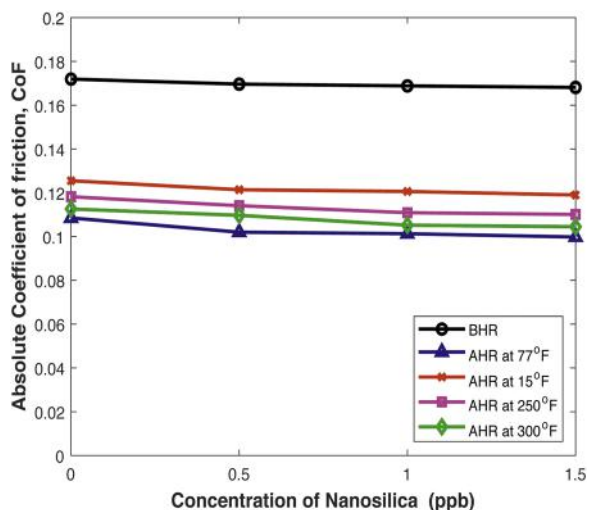 Absolute Coefficient of friction, CoF
0.2
0.18
0.16
0.14
0.12
0.1
0.08
0.06
0.04
0.02
0
BHR
AHR at 77°F
AHR at 15°F
AHR at 250°F
AHR at 300°F
0 0.5 1 1.5
Concentration of Nanosilica (ppb)